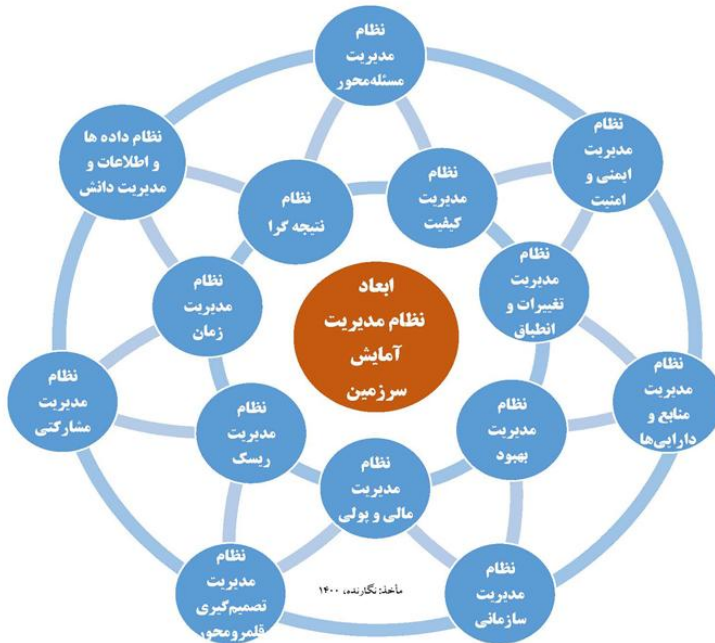 نظام
مدیریت
مسئله‌محور
نظام
مدیریت
ایمنی و
امنیت
نظام داده ها
و اطلاعات و
مدیریت دانش
نظام
مدیریت
کیفیت
نظام
نتیجه گرا
نظام
مدیریت
تغییرات و
انطباق
نظام
مدیریت
زمان
ابعاد
نظام مدیریت
آمایش
سرزمین
نظام
مدیریت
منابع و
دارایی‌ها
نظام
مدیریت
مشارکتی
نظام
مدیریت
بهبود
نظام
مدیریت
ریسک
نظام
مدیریت
مالی و پولی
نظام
مدیریت
سازمانی
نظام
مدیریت
تصمیم‌گیری
قلمرومحور
مأخذ: نگارنده، ۱۴۰۰